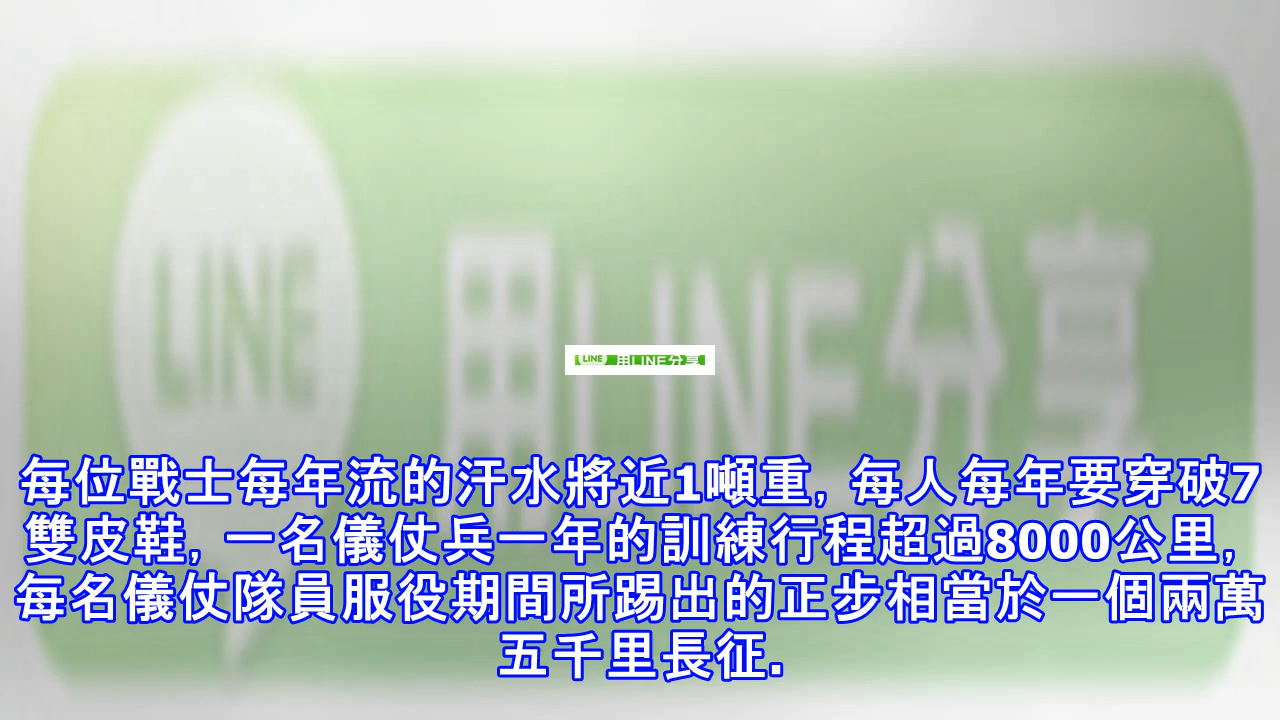 LINE 用LINE分享
LINE 用LINE分享
每位戰士每年流的汗水將近1噸重, 每人每年要穿破7
雙皮鞋, 一名儀仗兵一年的訓練行程超過8000公里,
每名儀仗隊員服役期間所踢出的正步相當於一個兩萬
五千里長征.